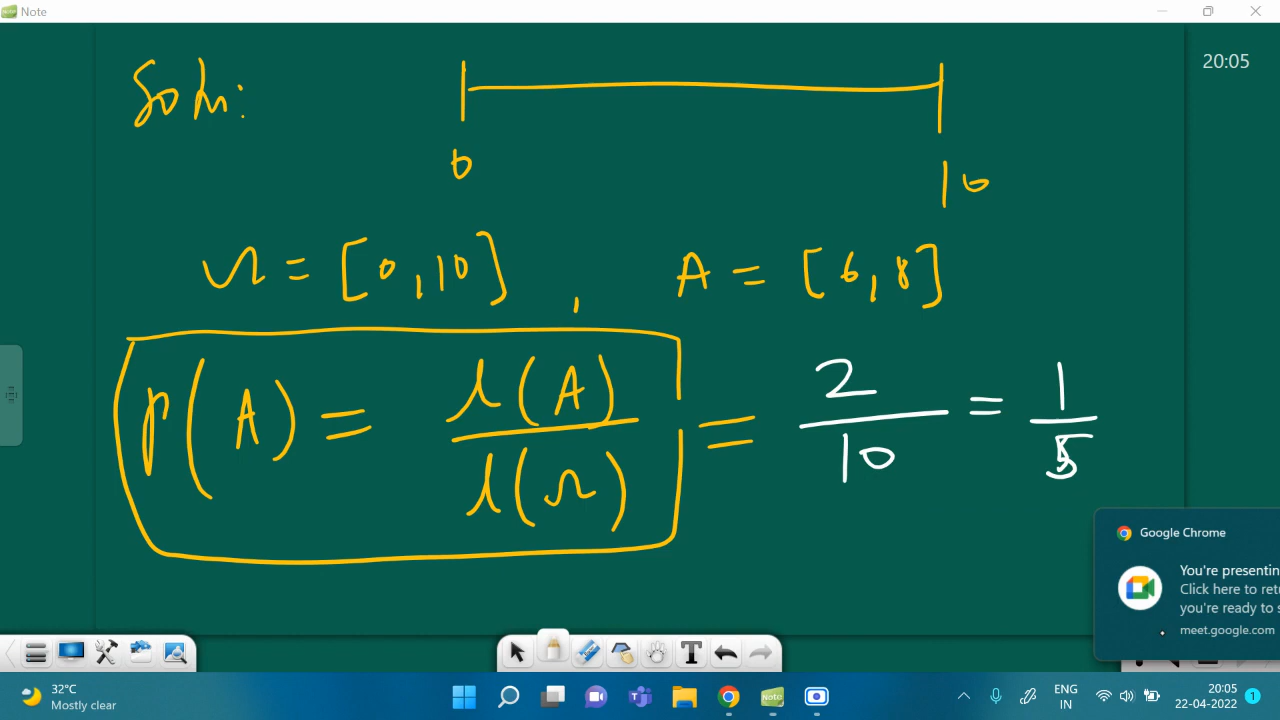 Note
20:05
Soln:
0
10
Ω = [0,10] , A = [6,8]
P(A) = l(A)/l(Ω) = 2/10 = 1/5
Google Chrome
You're presentin
Click here to retu
you're ready to s
meet.google.com
T
32°C
Mostly clear
Note
ENG
IN
20:05
22-04-2022
1